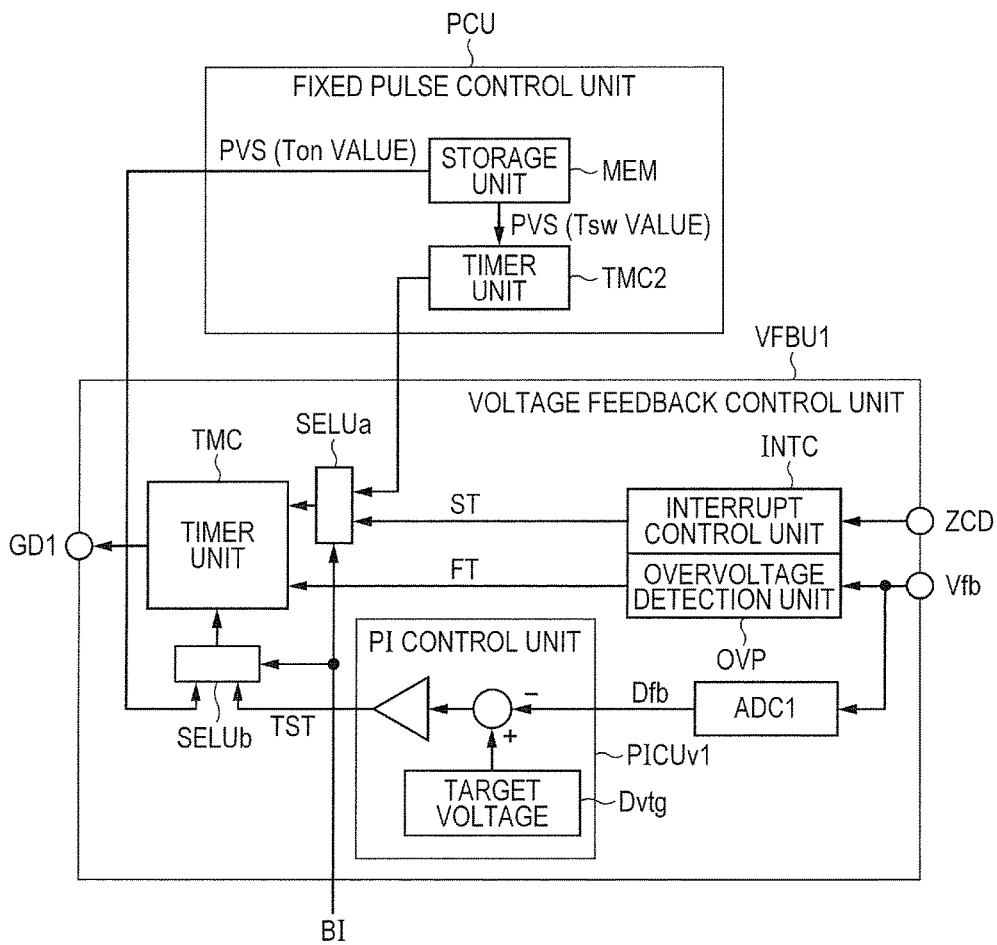 PCU
FIXED PULSE CONTROL UNIT
PVS (Ton VALUE)
STORAGE
UNIT
MEM
PVS (Tsw VALUE)
TIMER
UNIT
TMC2
VFBU1
VOLTAGE FEEDBACK CONTROL UNIT
SELUa
TMC
INTC
TIMER
UNIT
ST
INTERRUPT
CONTROL UNIT
ZCD
GD1
FT
OVERVOLTAGE
DETECTION UNIT
Vfb
PI CONTROL UNIT
OVP
SELUb
TST
−
+
Dfb
ADC1
PICUv1
TARGET
VOLTAGE
Dvtg
BI